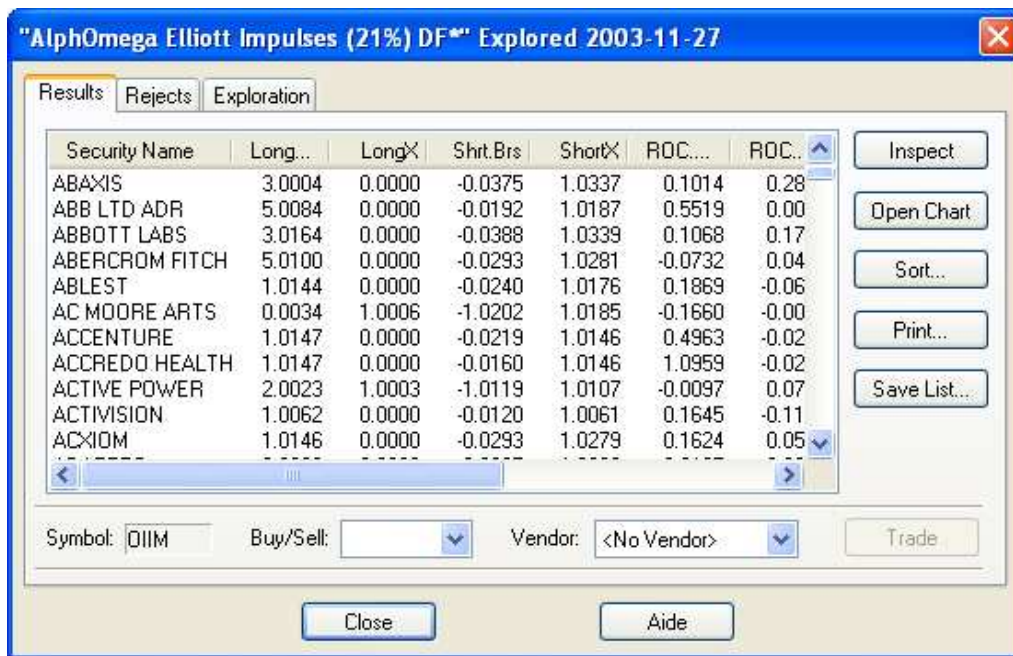 "AlphOmega Elliott Impulses (21%) DF*" Explored 2003-11-27
Results Rejects Exploration
Security Name Long... LongX Shrt.Brs ShortX ROC.... ROC..
ABAXIS 3.0004 0.0000 -0.0375 1.0337 0.1014 0.28
ABB LTD ADR 5.0084 0.0000 -0.0192 1.0187 0.5519 0.00
ABBOTT LABS 3.0164 0.0000 -0.0388 1.0339 0.1068 0.17
ABERCROM FITCH 5.0100 0.0000 -0.0293 1.0281 -0.0732 0.04
ABLEST 1.0144 0.0000 -0.0240 1.0176 0.1869 -0.06
AC MOORE ARTS 0.0034 1.0006 -1.0202 1.0185 -0.1660 -0.00
ACCENTURE 1.0147 0.0000 -0.0219 1.0146 0.4963 -0.02
ACCREDO HEALTH 1.0147 0.0000 -0.0160 1.0146 1.0959 -0.02
ACTIVE POWER 2.0023 1.0003 -1.0119 1.0107 -0.0097 0.07
ACTIVISION 1.0062 0.0000 -0.0120 1.0061 0.1645 -0.11
ACXIOM 1.0146 0.0000 -0.0293 1.0279 0.1624 0.05
Inspect
Open Chart
Sort...
Print...
Save List...
Symbol: OIIM Buy/Sell: Vendor: <No Vendor> Trade
Close Aide